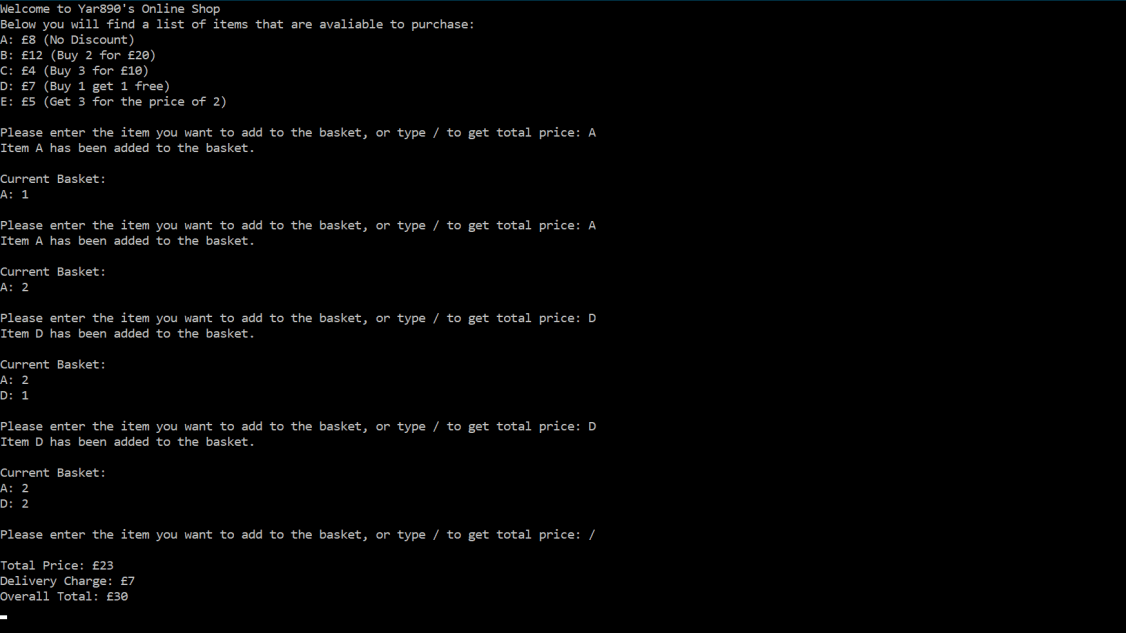 Welcome to Yar890's Online Shop
Below you will find a list of items that are avaliable to purchase:
A: £8 (No Discount)
B: £12 (Buy 2 for £20)
C: £4 (Buy 3 for £10)
D: £7 (Buy 1 get 1 free)
E: £5 (Get 3 for the price of 2)
Please enter the item you want to add to the basket, or type / to get total price: A
Item A has been added to the basket.
Current Basket:
A: 1
Please enter the item you want to add to the basket, or type / to get total price: A
Item A has been added to the basket.
Current Basket:
A: 2
Please enter the item you want to add to the basket, or type / to get total price: D
Item D has been added to the basket.
Current Basket:
A: 2
D: 1
Please enter the item you want to add to the basket, or type / to get total price: D
Item D has been added to the basket.
Current Basket:
A: 2
D: 2
Please enter the item you want to add to the basket, or type / to get total price: /
Total Price: £23
Delivery Charge: £7
Overall Total: £30